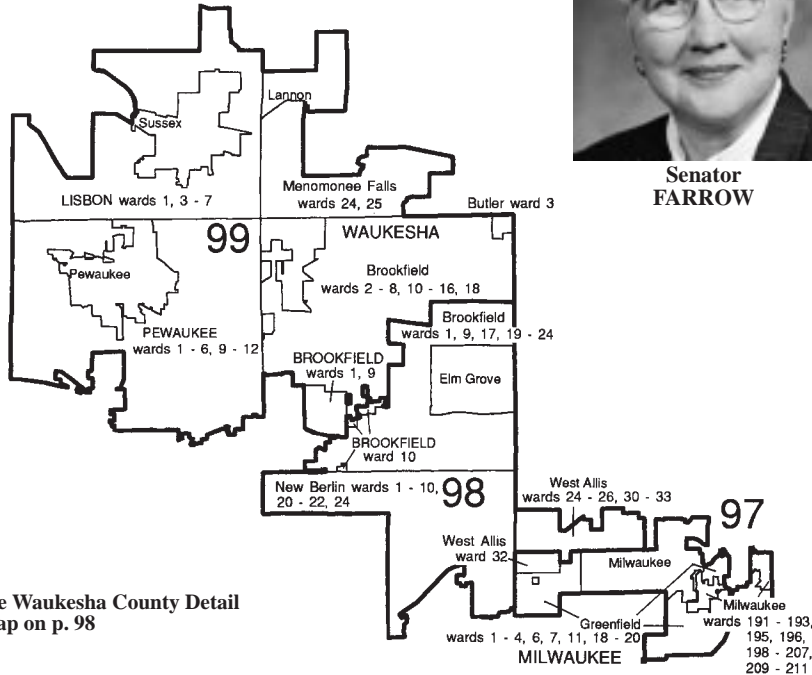 Senator
FARROW
Lannon
Sussex
LISBON wards 1, 3 - 7
Menomonee Falls
wards 24, 25
Butler ward 3
99
WAUKESHA
Pewaukee
Brookfield
wards 2 - 8, 10 - 16, 18
PEWAUKEE
wards 1 - 6, 9 - 12
Brookfield
wards 1, 9, 17, 19 - 24
BROOKFIELD
wards 1, 9
Elm Grove
BROOKFIELD
ward 10
New Berlin wards 1 - 10,
20 - 22, 24
98
West Allis
wards 24 - 26, 30 - 33
97
West Allis
ward 32
Milwaukee
Greenfield
wards 1 - 4, 6, 7, 11, 18 - 20
MILWAUKEE
Milwaukee
wards 191 - 193,
195, 196,
198 - 207,
209 - 211
e Waukesha County Detail
ap on p. 98